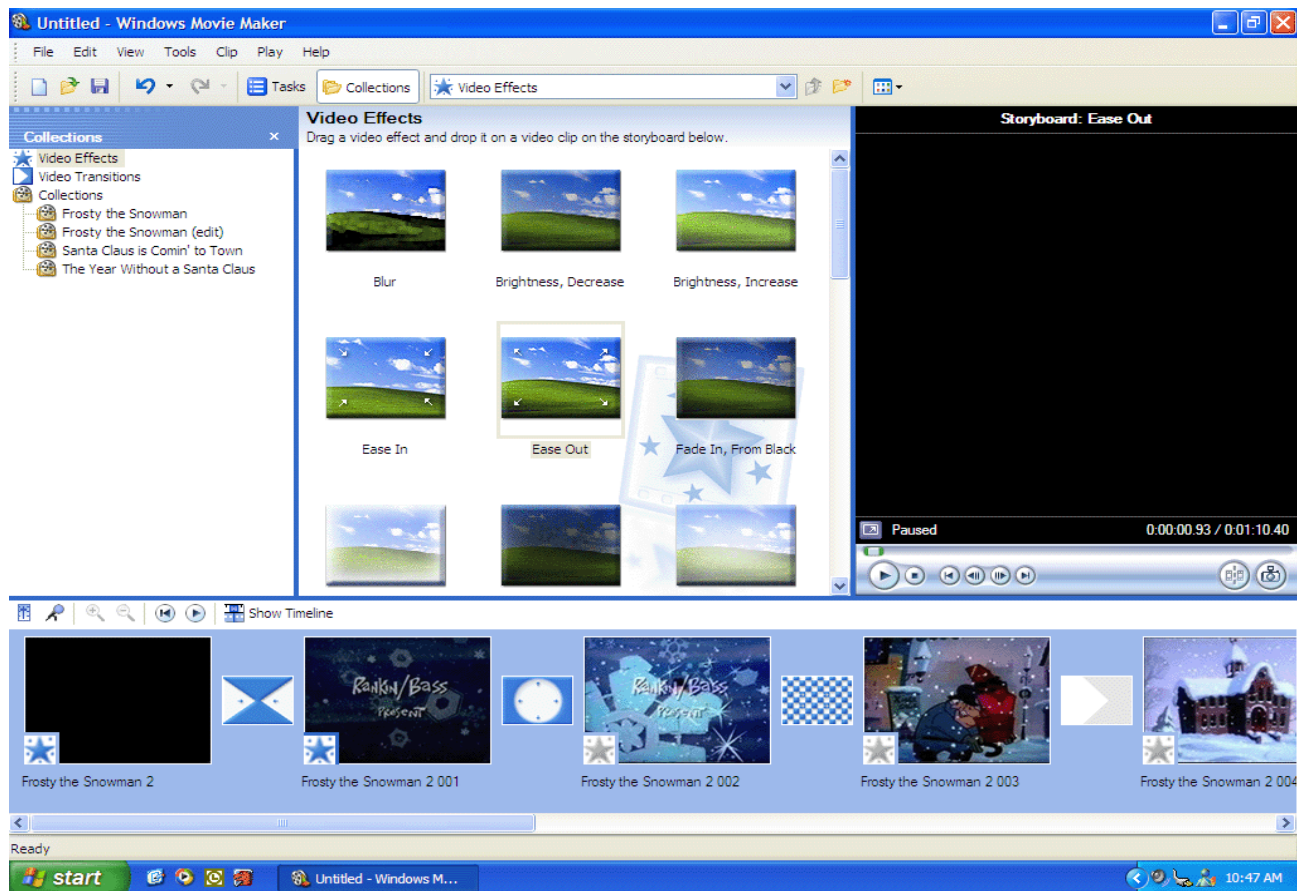 Untitled - Windows Movie Maker
File Edit View Tools Clip Play Help
Tasks Collections Video Effects
Collections
Video Effects
Video Transitions
Collections
Frosty the Snowman
Frosty the Snowman (edit)
Santa Claus is Comin' to Town
The Year Without a Santa Claus
Video Effects
Drag a video effect and drop it on a video clip on the storyboard below.
Blur
Brightness, Decrease
Brightness, Increase
Ease In
Ease Out
Fade In, From Black
Storyboard: Ease Out
Paused 0:00:00.93 / 0:01:10.40
Show Timeline
Rankin/Bass
Present
Rankin/Bass
Present
Frosty the Snowman 2
Frosty the Snowman 2 001
Frosty the Snowman 2 002
Frosty the Snowman 2 003
Frosty the Snowman 2 004
Ready
start Untitled - Windows M... 10:47 AM